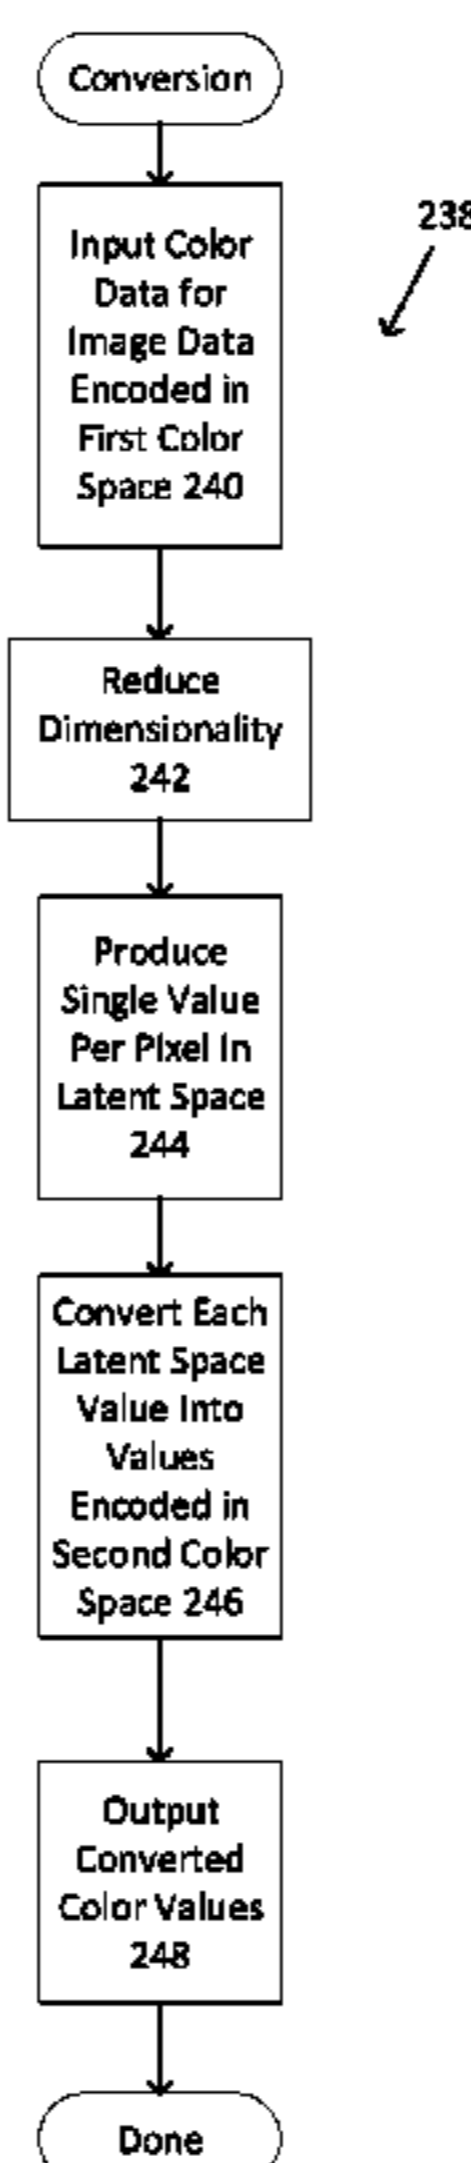 Conversion
Input Color
Data for
Image Data
Encoded in
First Color
Space 240
238
Reduce
Dimensionality
242
Produce
Single Value
Per Pixel In
Latent Space
244
Convert Each
Latent Space
Value Into
Values
Encoded in
Second Color
Space 246
Output
Converted
Color Values
248
Done